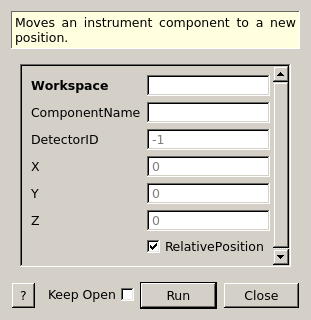 Moves an instrument component to a new
position.
Workspace
ComponentName
DetectorID -1
X 0
Y 0
Z 0
RelativePosition
? Keep Open Run Close